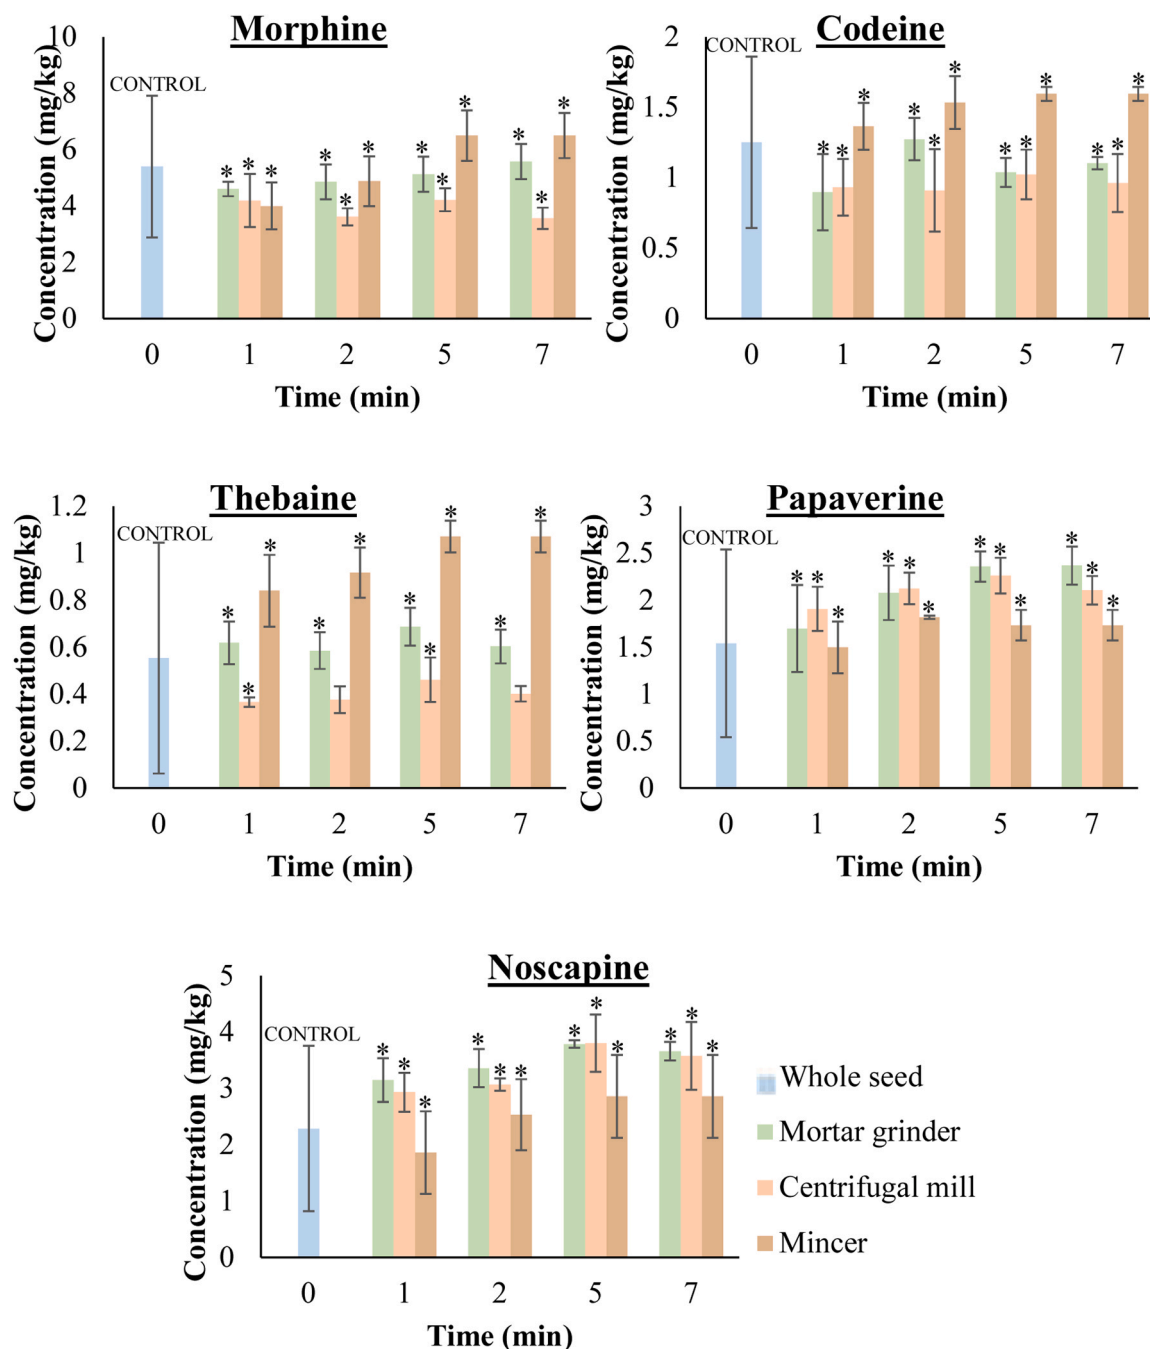 Morphine
Concentration (mg/kg)
10
8
6
4
2
0
CONTROL
* * * * * * * * * * * *
0 1 2 5 7
Time (min)
Codeine
Concentration (mg/kg)
2
1.5
1
0.5
0
CONTROL
* * * * * * * * * * * *
0 1 2 5 7
Time (min)
Thebaine
Concentration (mg/kg)
1.2
1
0.8
0.6
0.4
0.2
0
CONTROL
* * * * * * * * * *
0 1 2 5 7
Time (min)
Papaverine
Concentration (mg/kg)
3
2.5
2
1.5
1
0.5
0
CONTROL
* * * * * * * * * * * *
0 1 2 5 7
Time (min)
Noscapine
Concentration (mg/kg)
5
4
3
2
1
0
CONTROL
* * * * * * * * * * * *
0 1 2 5 7
Time (min)
Whole seed
Mortar grinder
Centrifugal mill
Mincer